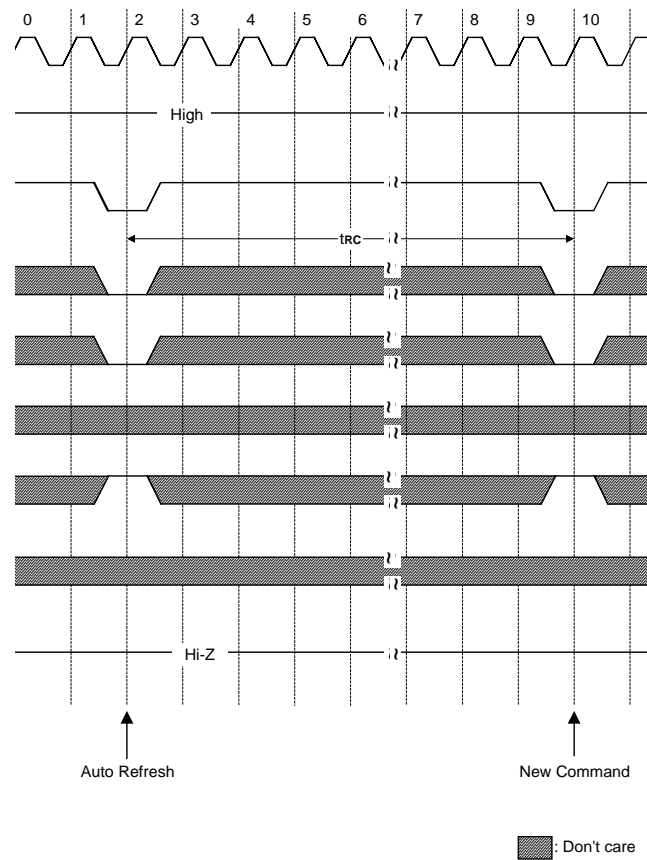 0 1 2 3 4 5 6 7 8 9 10
High
tRC
Hi-Z
Auto Refresh New Command
: Don't care